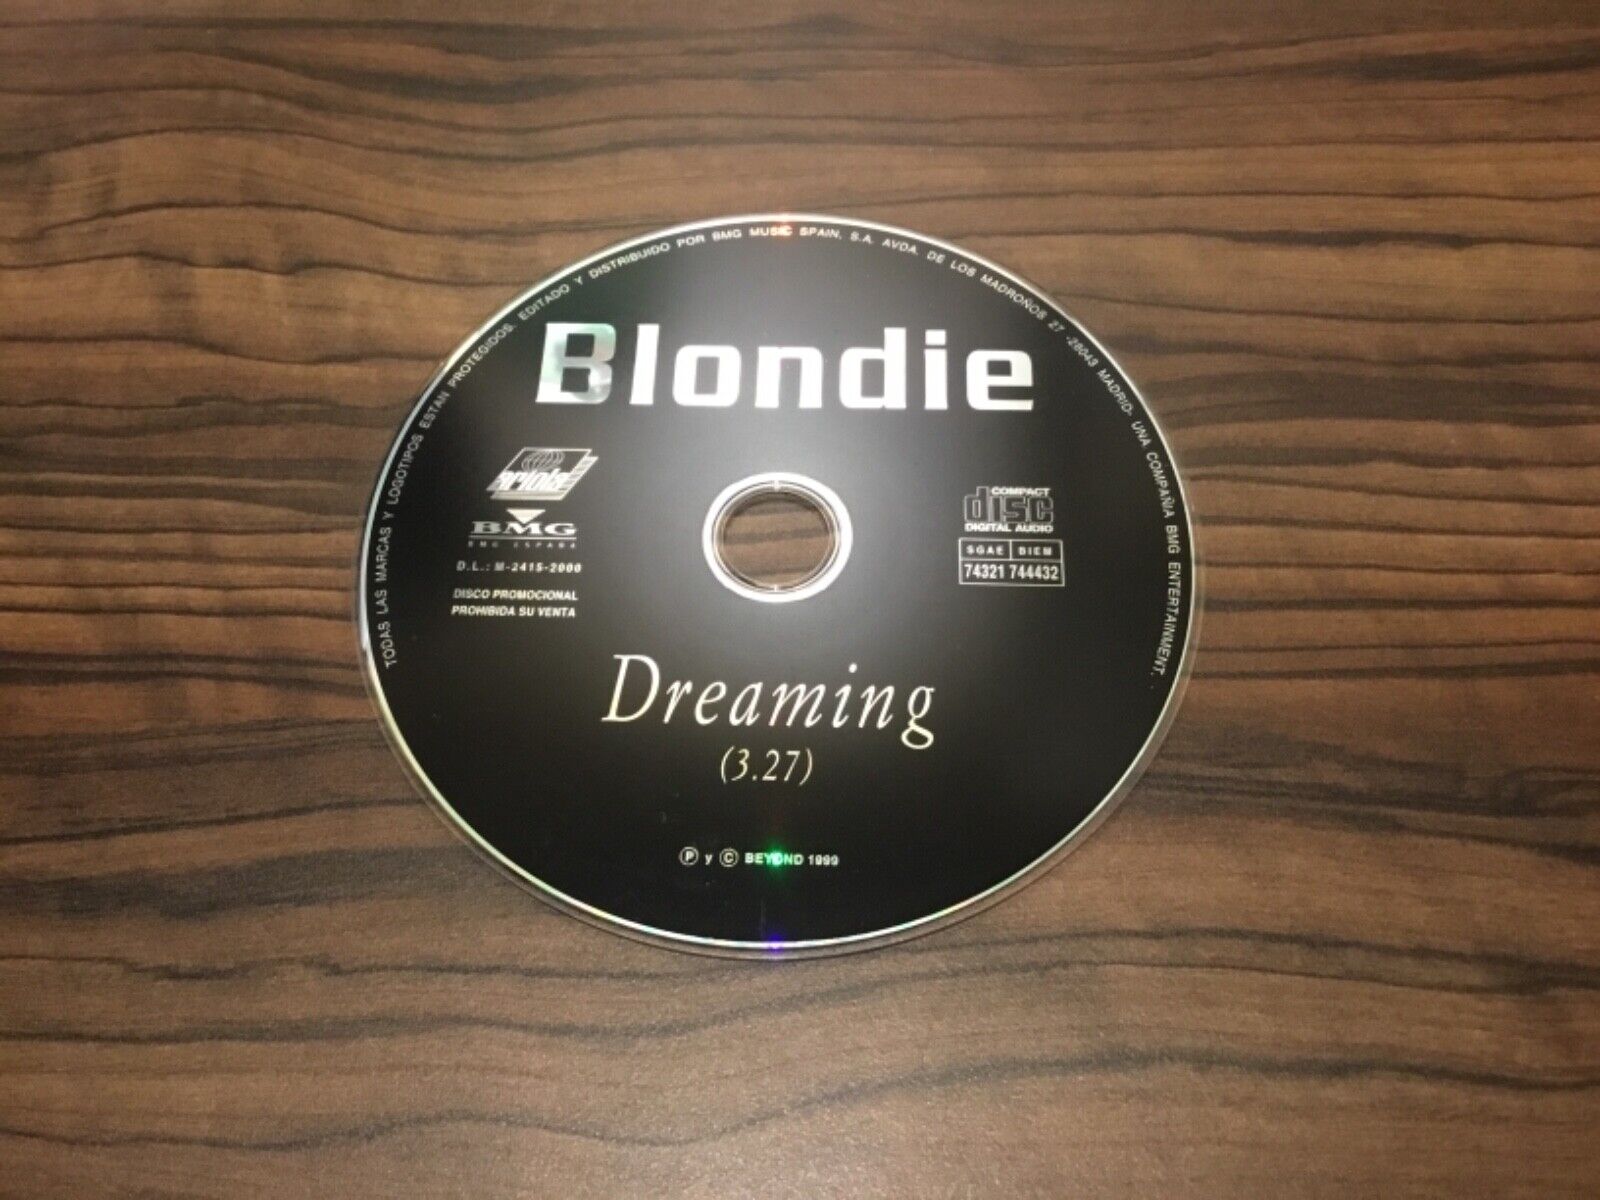 TODAS LAS MARCAS Y LOGOTIPOS ESTAN PROTEGIDOS. EDITADO Y DISTRIBUIDO POR BMG MUSIC SPAIN, S.A. AVDA. DE LOS MADROÑOS 27 -28043 MADRID- UNA COMPAÑIA BMG ENTERTAINMENT.
Blondie
ariola
BMG
BMG ESPAÑA
D.L.: M-2415-2000
DISCO PROMOCIONAL
PROHIBIDA SU VENTA
COMPACT
disc
DIGITAL AUDIO
SGAE BIEM
74321 744432
Dreaming
(3.27)
Ⓟ y © BEYOND 1999